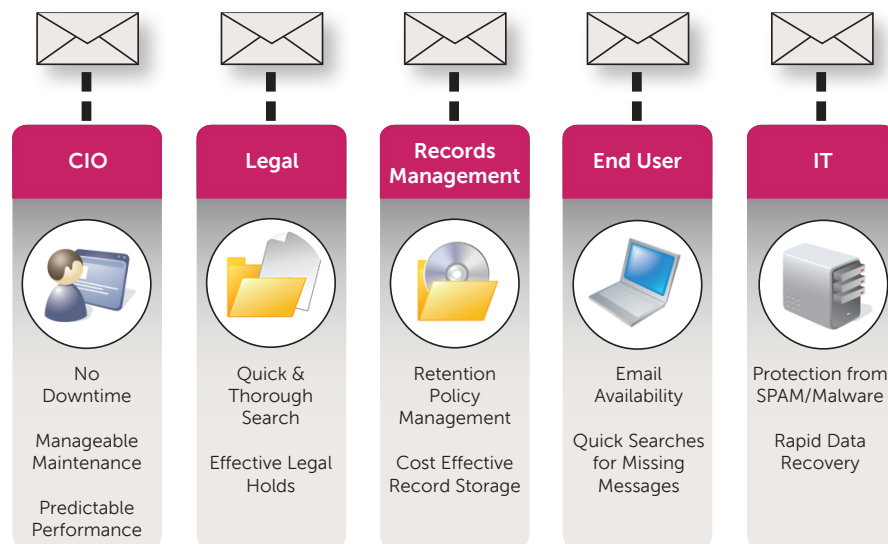 CIO
No
Downtime
Manageable
Maintenance
Predictable
Performance
Legal
Quick &
Thorough
Search
Effective Legal
Holds
Records
Management
Retention
Policy
Management
Cost Effective
Record Storage
End User
Email
Availability
Quick Searches
for Missing
Messages
IT
Protection from
SPAM/Malware
Rapid Data
Recovery